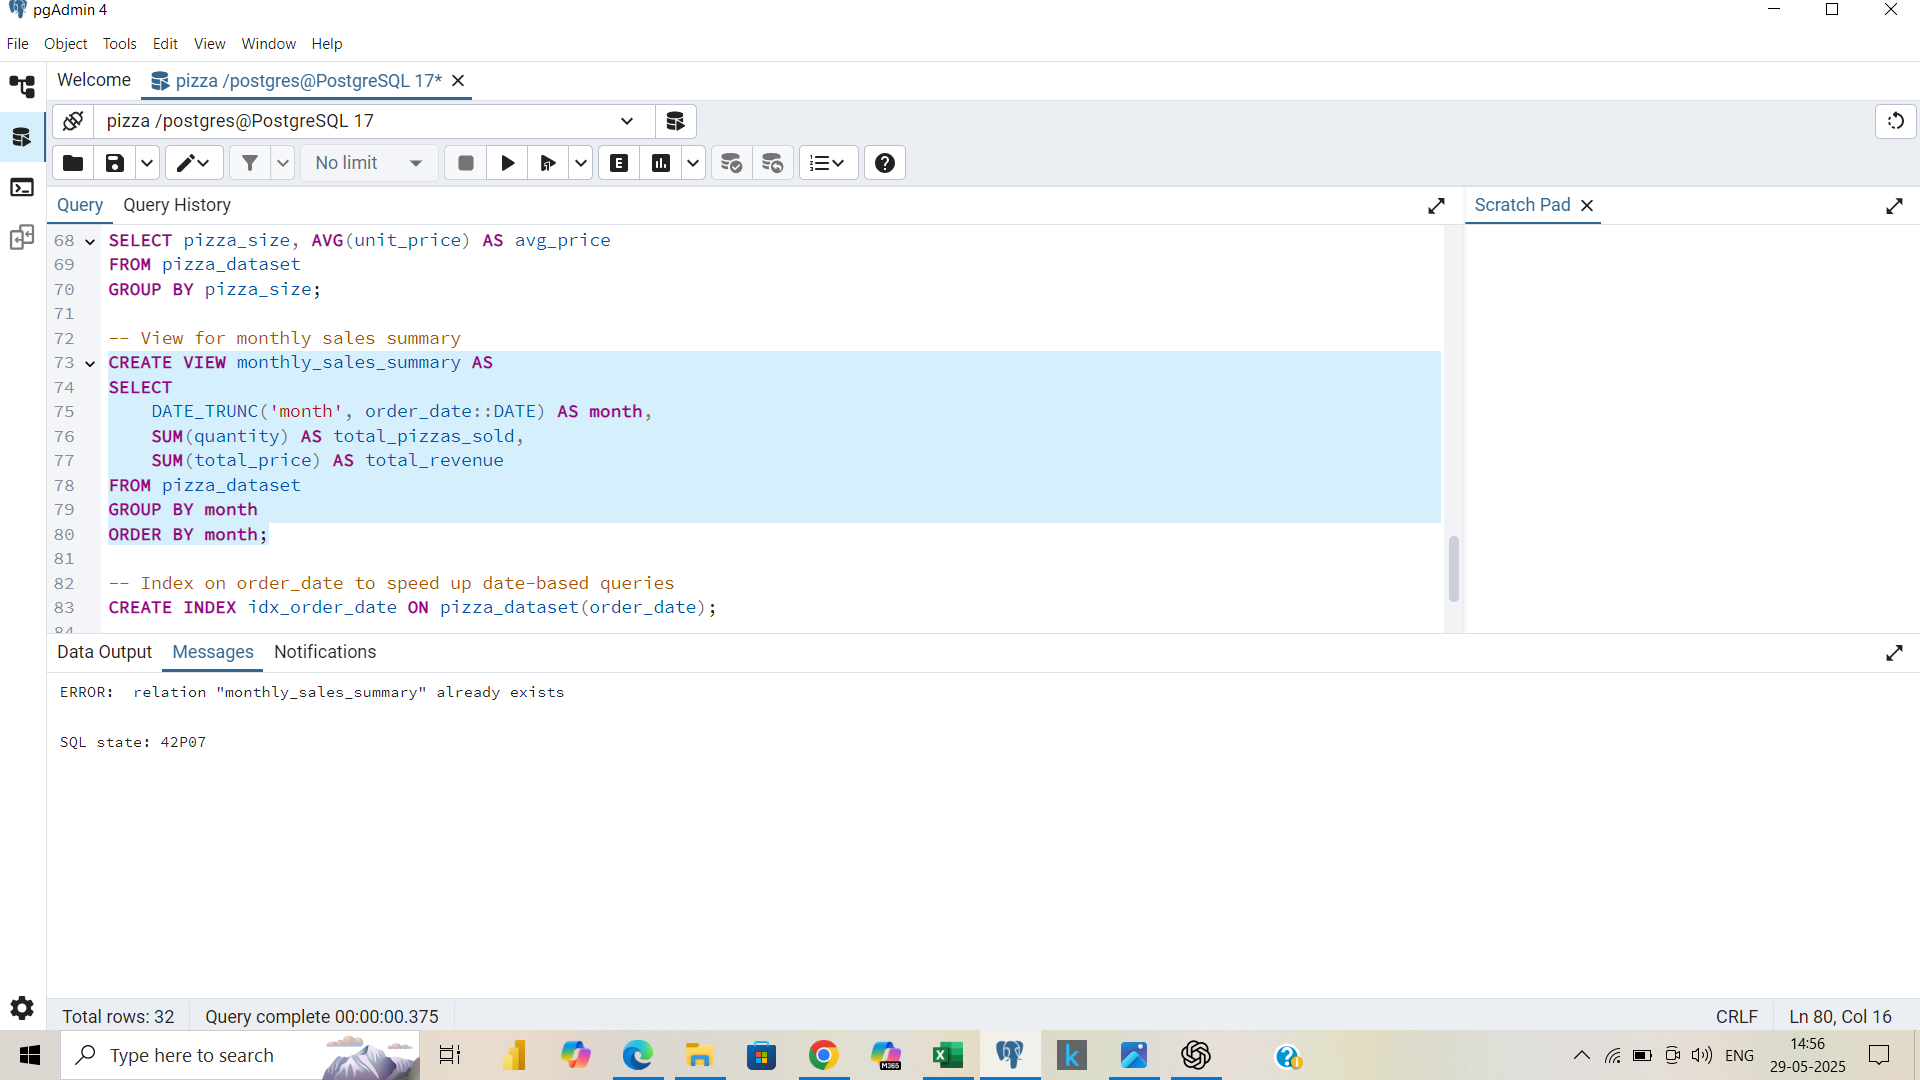 pgAdmin 4
File Object Tools Edit View Window Help
Welcome pizza /postgres@PostgreSQL 17*
pizza /postgres@PostgreSQL 17
No limit E
Query Query History Scratch Pad
68 SELECT pizza_size, AVG(unit_price) AS avg_price
69 FROM pizza_dataset
70 GROUP BY pizza_size;
71
72 -- View for monthly sales summary
73 CREATE VIEW monthly_sales_summary AS
74 SELECT
75 DATE_TRUNC('month', order_date::DATE) AS month,
76 SUM(quantity) AS total_pizzas_sold,
77 SUM(total_price) AS total_revenue
78 FROM pizza_dataset
79 GROUP BY month
80 ORDER BY month;
81
82 -- Index on order_date to speed up date-based queries
83 CREATE INDEX idx_order_date ON pizza_dataset(order_date);
84
Data Output Messages Notifications
ERROR:  relation "monthly_sales_summary" already exists
SQL state: 42P07
Total rows: 32 Query complete 00:00:00.375 CRLF Ln 80, Col 16
Type here to search M365 k ENG 14:56
29-05-2025